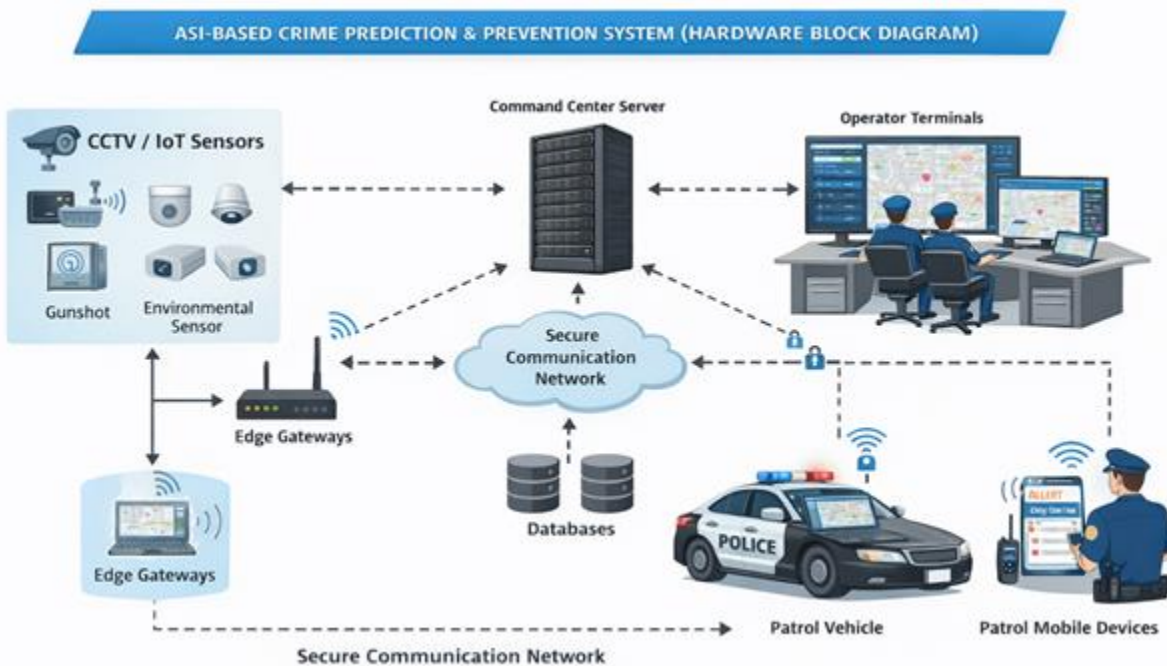 ASI-BASED CRIME PREDICTION & PREVENTION SYSTEM (HARDWARE BLOCK DIAGRAM)
CCTV / IoT Sensors
Gunshot
Environmental
Sensor
Command Center Server
Operator Terminals
Secure
Communication
Network
Edge Gateways
Databases
Edge Gateways
POLICE
Patrol Vehicle
Patrol Mobile Devices
Secure Communication Network